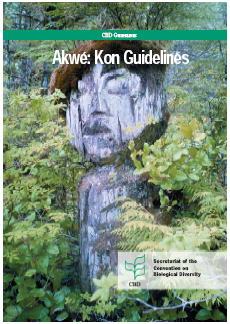 CBD Guidelines
Akwé: Kon Guidelines
Secretariat of the
Convention on
Biological Diversity
CBD